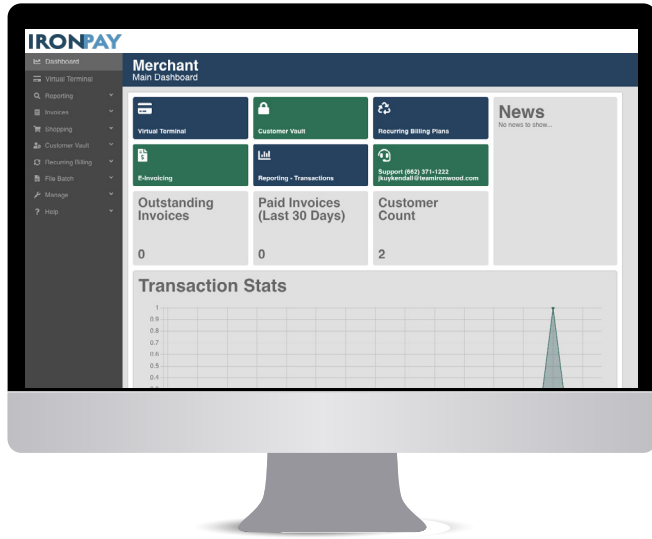 IRONPAY
Dashboard
Virtual Terminal
Reporting
Invoices
Shopping
Customer Vault
Recurring Billing
File Batch
Manage
Help
Merchant
Main Dashboard
Virtual Terminal
Customer Vault
Recurring Billing Plans
E-Invoicing
Reporting - Transactions
Support (662) 371-1222
jkuykendall@teamironwood.com
News
No news to show...
Outstanding
Invoices
0
Paid Invoices
(Last 30 Days)
0
Customer
Count
2
Transaction Stats
1
0.9
0.8
0.7
0.6
0.5
0.4